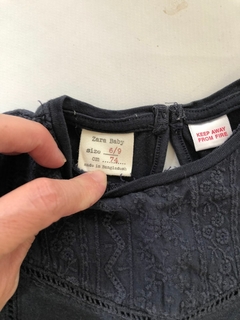 Zara Baby
size 6/9
CM ....74
made in Bangladesh
KEEP AWAY
FROM FIRE